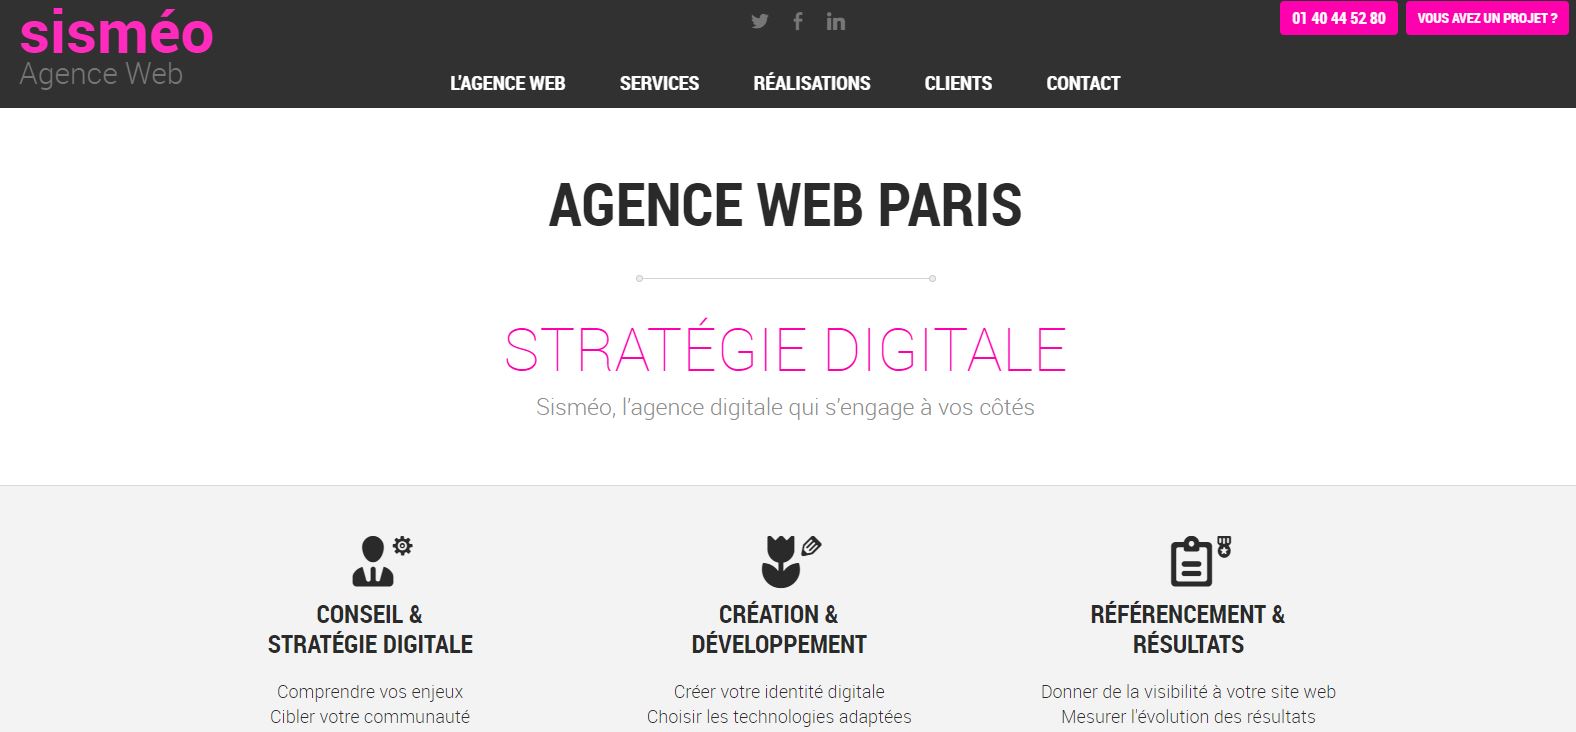 sisméo
Agence Web
01 40 44 52 80
VOUS AVEZ UN PROJET ?
L'AGENCE WEB
SERVICES
RÉALISATIONS
CLIENTS
CONTACT
AGENCE WEB PARIS
STRATÉGIE DIGITALE
Sisméo, l’agence digitale qui s’engage à vos côtés
CONSEIL &
STRATÉGIE DIGITALE
Comprendre vos enjeux
Cibler votre communauté
CRÉATION &
DÉVELOPPEMENT
Créer votre identité digitale
Choisir les technologies adaptées
RÉFÉRENCEMENT &
RÉSULTATS
Donner de la visibilité à votre site web
Mesurer l'évolution des résultats